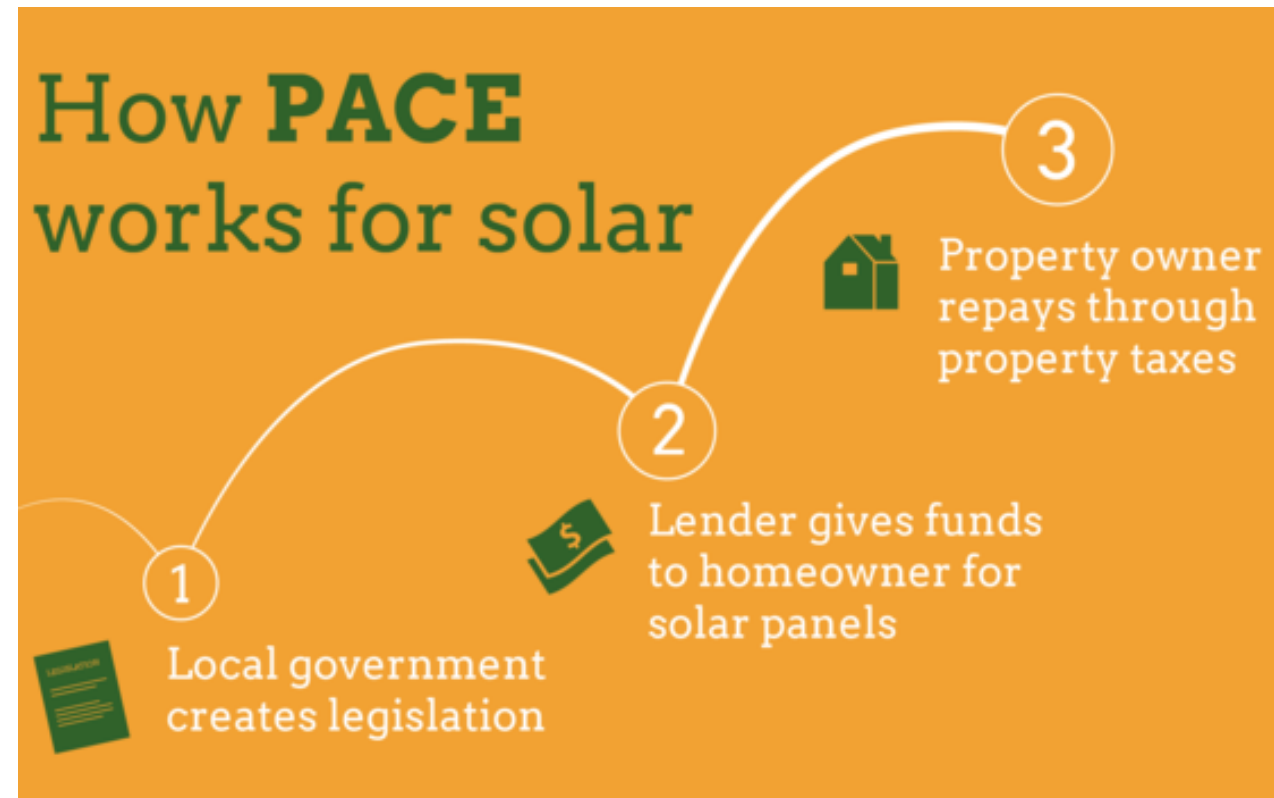 How PACE
works for solar
1
LEGISLATION
Local government
creates legislation
2
$
Lender gives funds
to homeowner for
solar panels
3
Property owner
repays through
property taxes